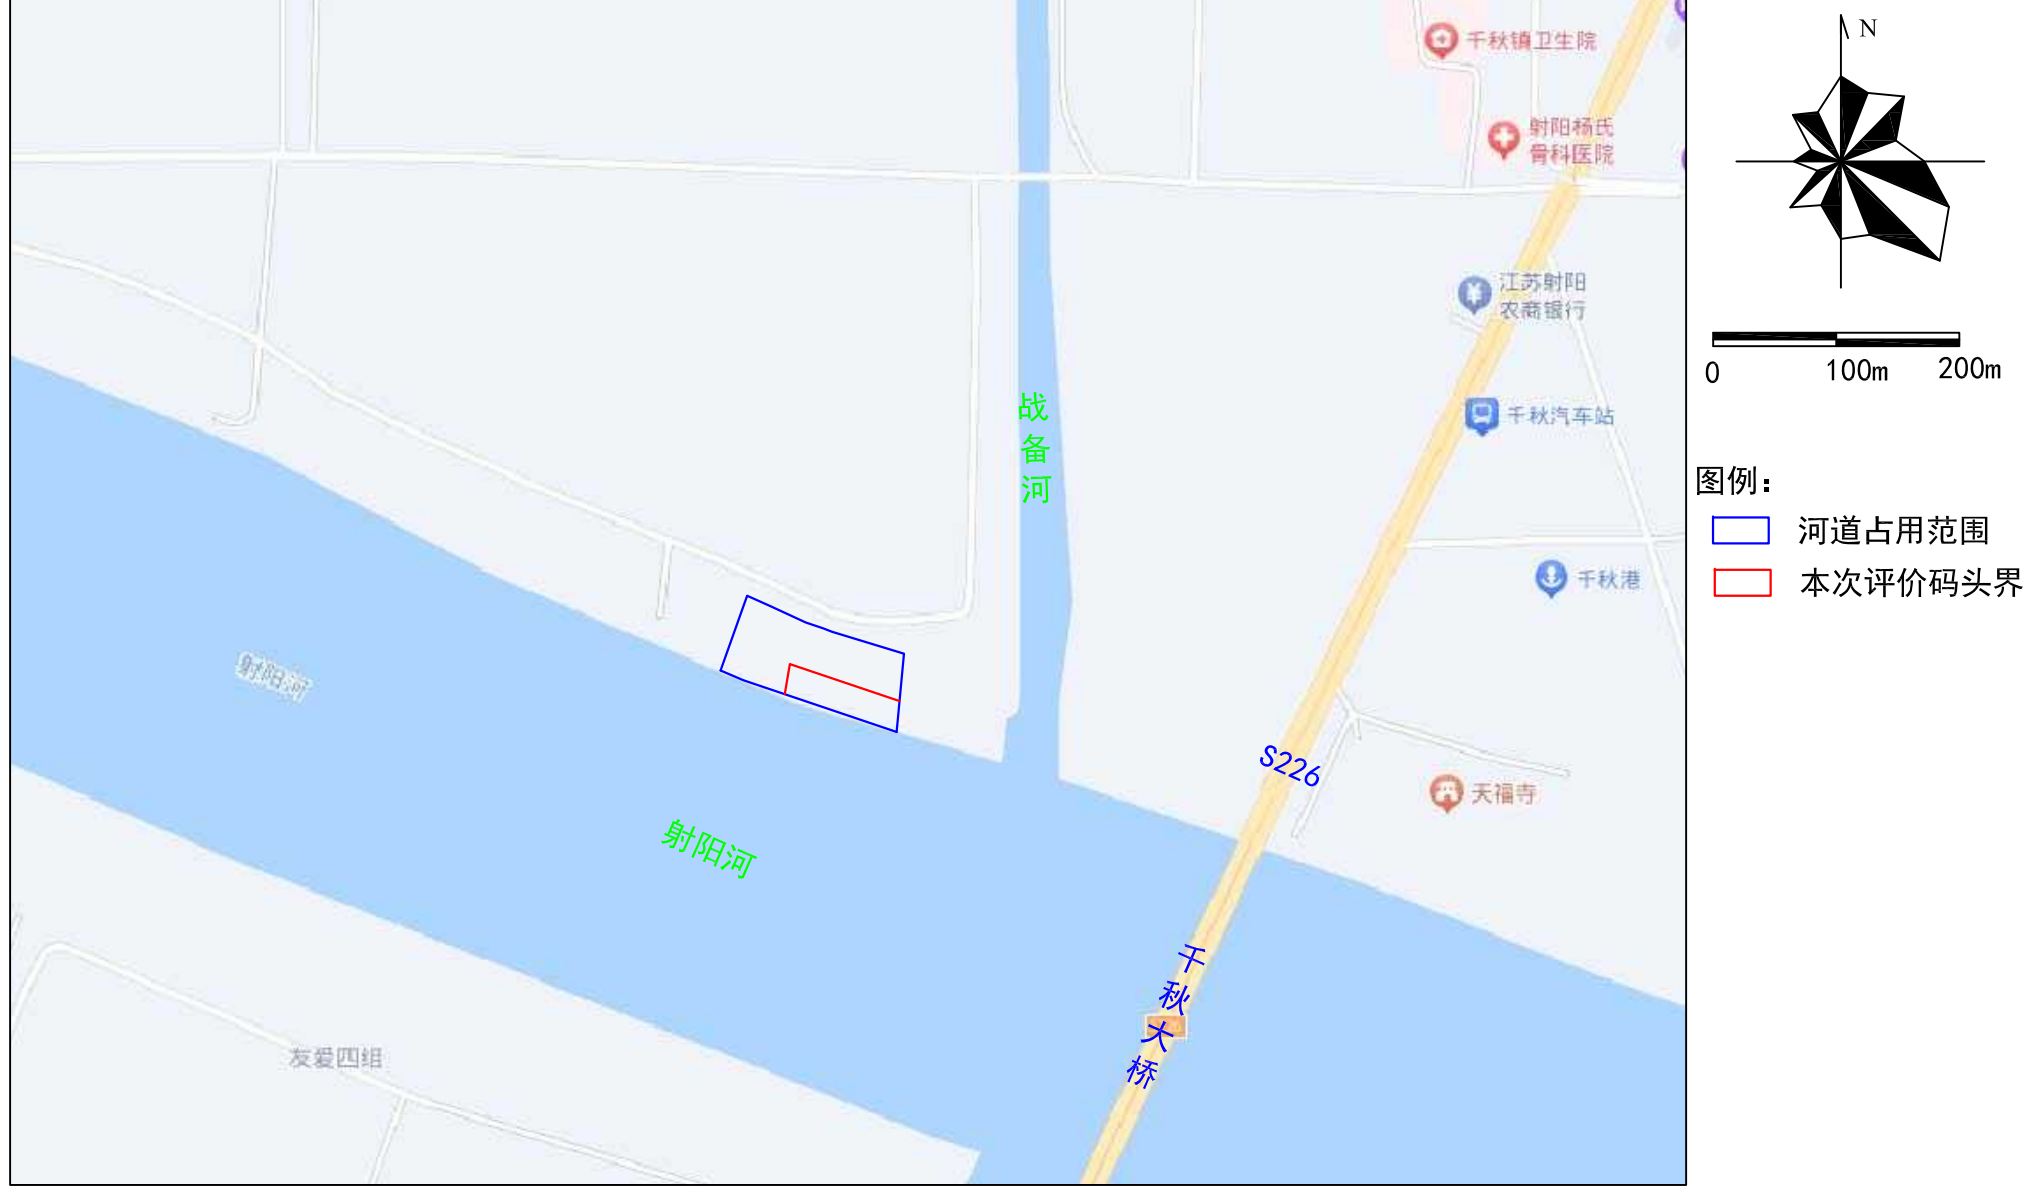 千秋镇卫生院
射阳杨氏
骨科医院
江苏射阳
农商银行
千秋汽车站
千秋港
天福寺
战备河
射阳河
射阳河
S226
千秋大桥
友爱四组
N
0
100m
200m
图例：
河道占用范围
本次评价码头界